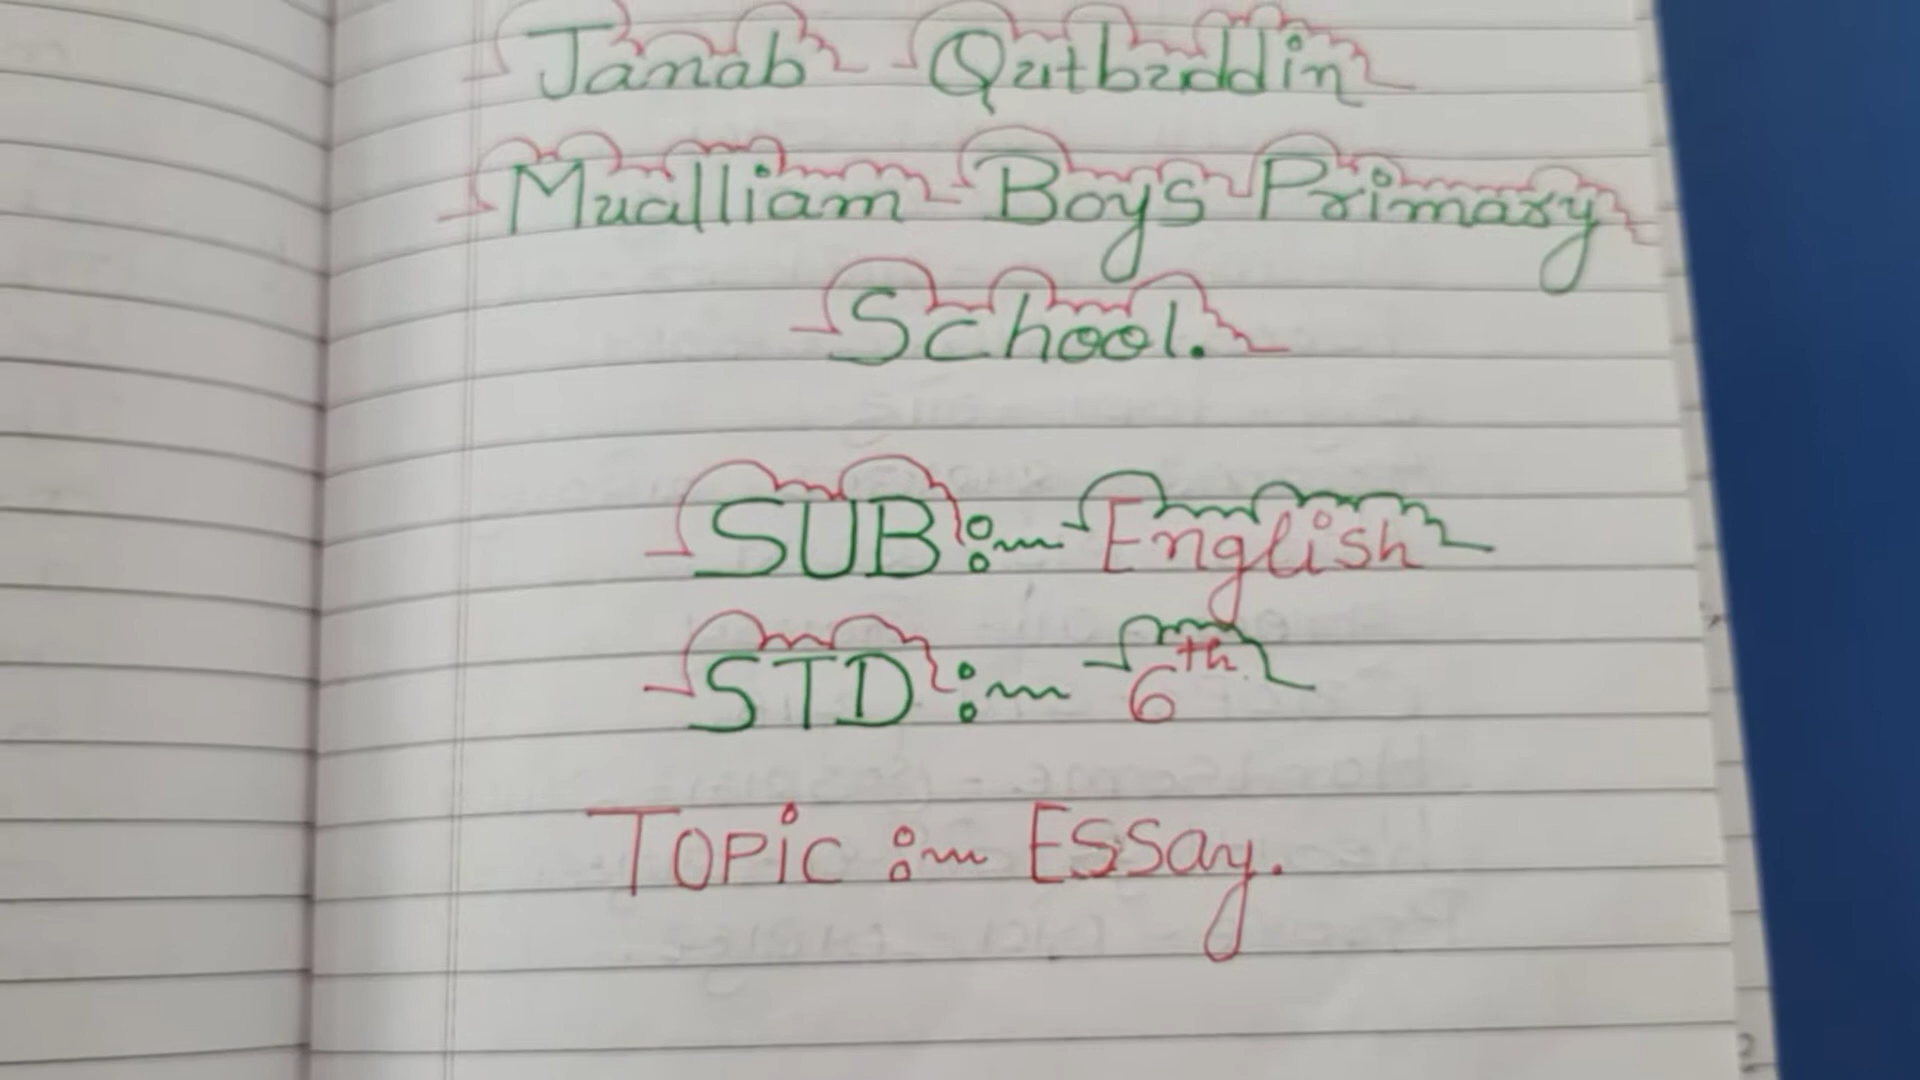 Janab Qutbuddin
Mualliam Boys Primary
School.
SUB :~ English
STD :~ 6th
Topic :~ Essay.